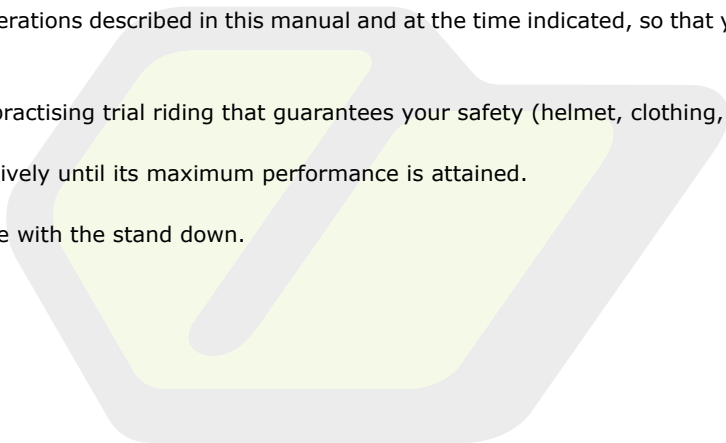 erations described in this manual and at the time indicated, so that y
practising trial riding that guarantees your safety (helmet, clothing,
ively until its maximum performance is attained.
e with the stand down.